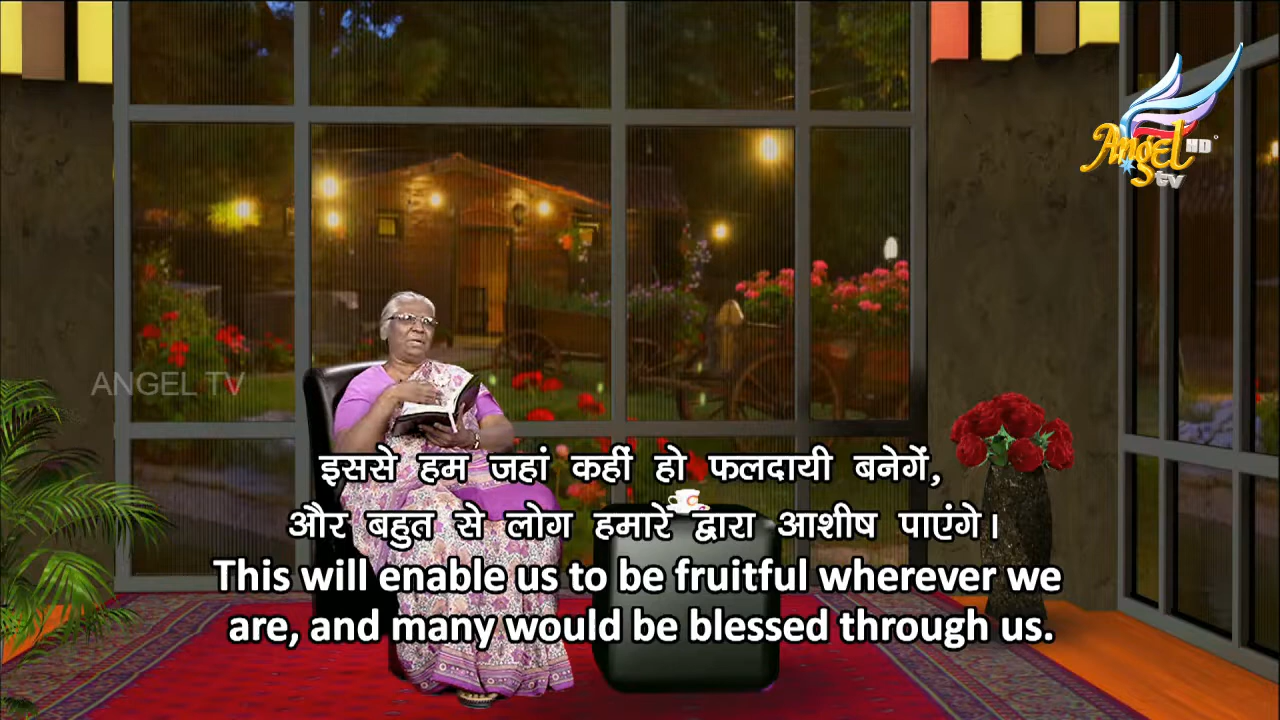 Angel HD
tv
ANGEL TV
इससे हम जहां कहीं हो फलदायी बनेगें,
और बहुत से लोग हमारें द्वारा आशीष पाएंगे।
This will enable us to be fruitful wherever we
are, and many would be blessed through us.